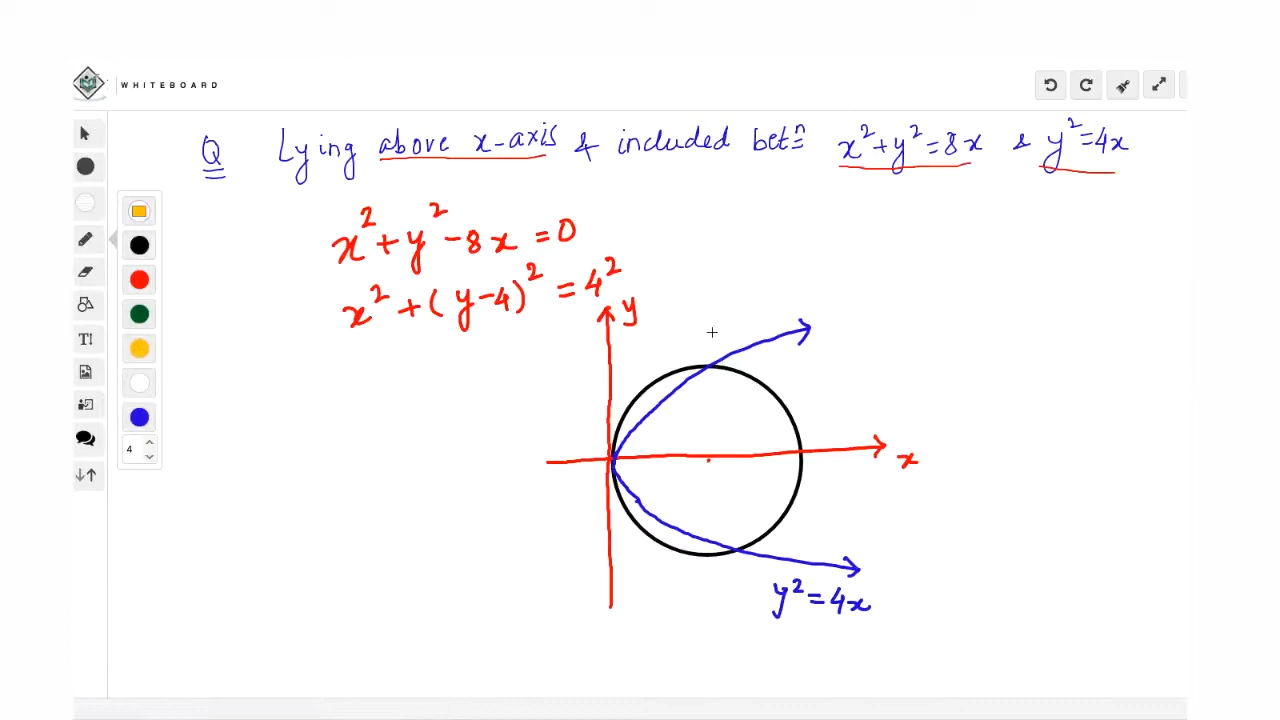 WHITEBOARD
Q Lying above x-axis & included betn x²+y²=8x & y²=4x
x²+y²-8x=0
x²+(y-4)²=4²
y
x
y²=4x
T
4